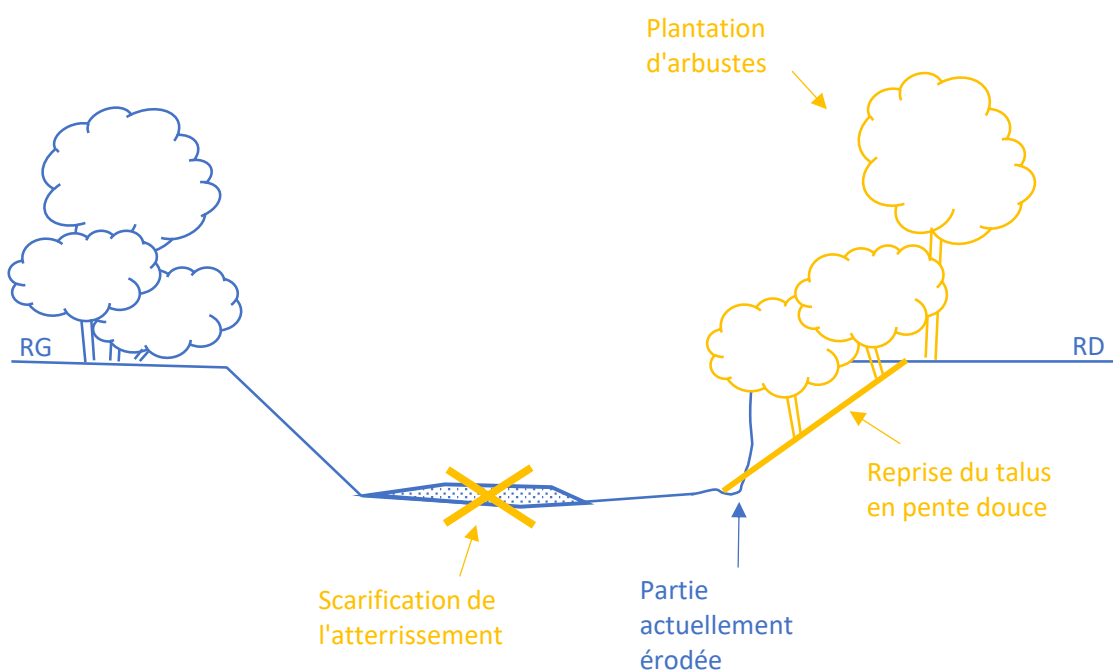 Plantation
d'arbustes
RG
RD
Reprise du talus
en pente douce
Scarification de
l'atterrissement
Partie
actuellement
érodée